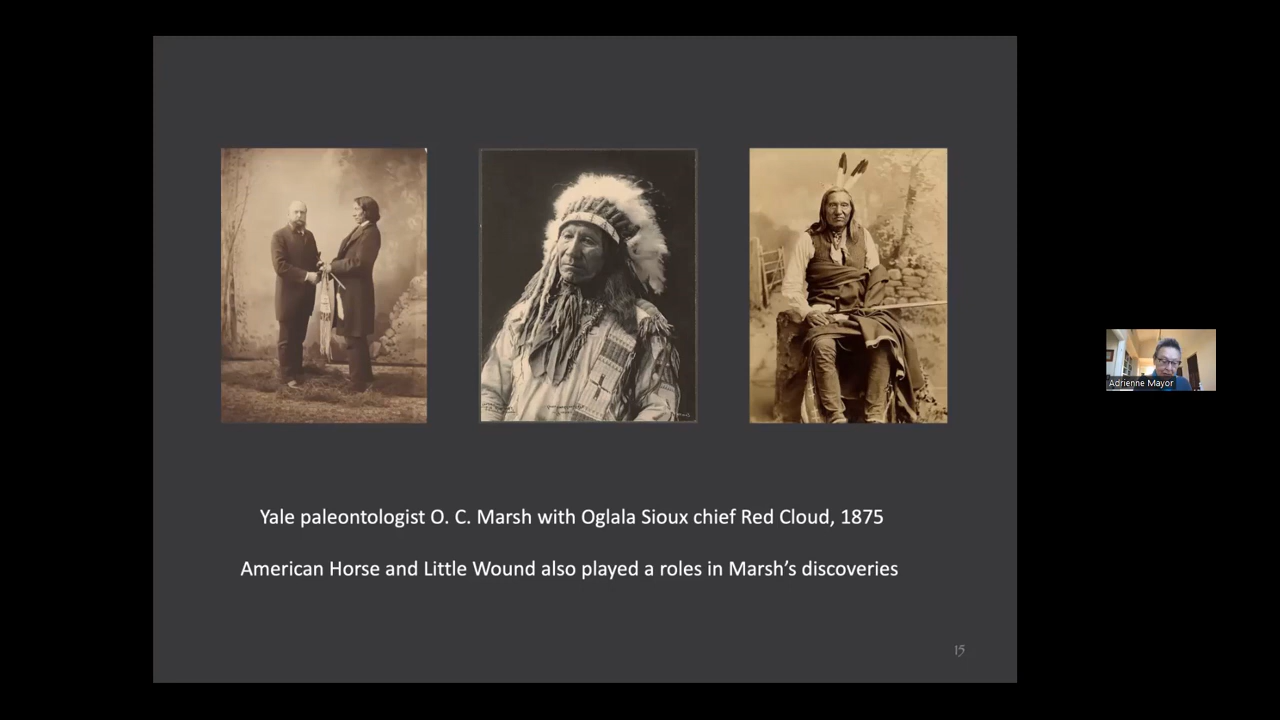 Yale paleontologist O. C. Marsh with Oglala Sioux chief Red Cloud, 1875
American Horse and Little Wound also played a roles in Marsh’s discoveries
15
Adrienne Mayor